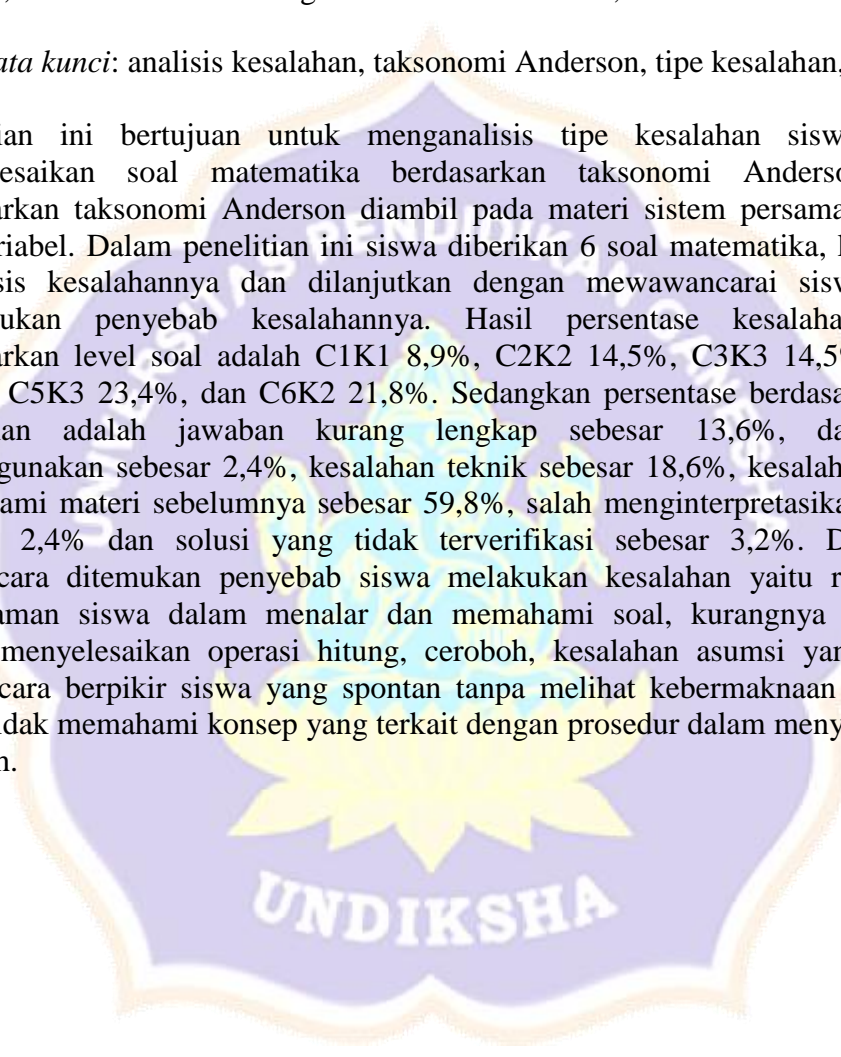 ata kunci: analisis kesalahan, taksonomi Anderson, tipe kesalahan,
ian ini bertujuan untuk menganalisis tipe kesalahan sisw
esaikan soal matematika berdasarkan taksonomi Anderso
arkan taksonomi Anderson diambil pada materi sistem persama
riabel. Dalam penelitian ini siswa diberikan 6 soal matematika,
sis kesalahannya dan dilanjutkan dengan mewawancarai sisw
ukan penyebab kesalahannya. Hasil persentase kesalaha
arkan level soal adalah C1K1 8,9%, C2K2 14,5%, C3K3 14,5
C5K3 23,4%, dan C6K2 21,8%. Sedangkan persentase berdasa
an adalah jawaban kurang lengkap sebesar 13,6%, da
gunakan sebesar 2,4%, kesalahan teknik sebesar 18,6%, kesalah
ami materi sebelumnya sebesar 59,8%, salah menginterpretasika
2,4% dan solusi yang tidak terverifikasi sebesar 3,2%. D
cara ditemukan penyebab siswa melakukan kesalahan yaitu r
aman siswa dalam menalar dan memahami soal, kurangnya
menyelesaikan operasi hitung, ceroboh, kesalahan asumsi yan
cara berpikir siswa yang spontan tanpa melihat kebermaknaan
idak memahami konsep yang terkait dengan prosedur dalam meny
n.
UNIVERSITAS PENDIDIKAN GANESHA
UNDIKSHA